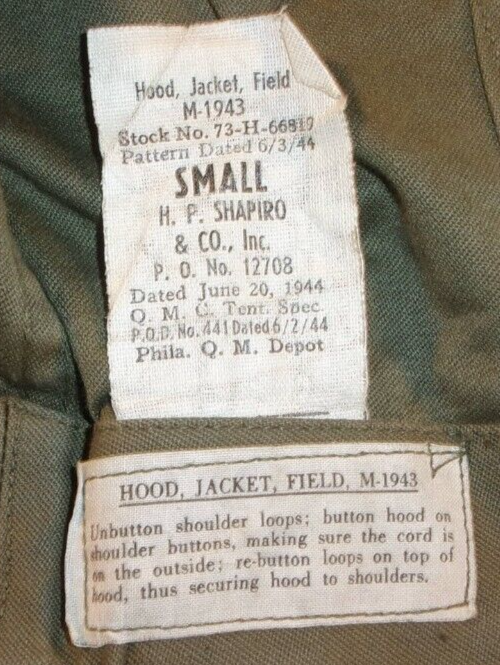 Hood, Jacket, Field
M-1943
Stock No. 73-H-66817
Pattern Dated 6/3/44
SMALL
H. P. SHAPIRO
& CO., Inc.
P. O. No. 12708
Dated June 20, 1944
Q. M. C. Tent. Spec.
P.Q.D. No. 441 Dated 6/2/44
Phila. Q. M. Depot
HOOD, JACKET, FIELD, M-1943
Unbutton shoulder loops; button hood on
shoulder buttons, making sure the cord is
on the outside; re-button loops on top of
hood, thus securing hood to shoulders.